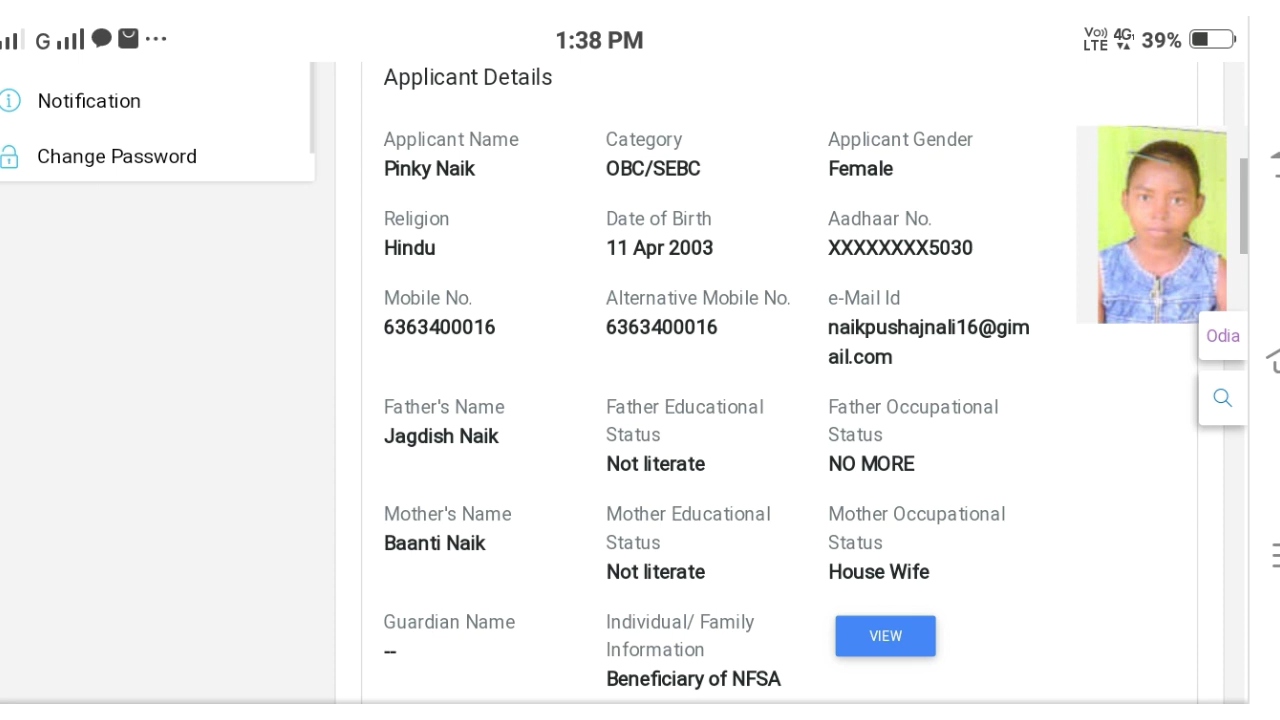 G 1:38 PM Vo)) LTE 4G 39%
Applicant Details
Notification
Change Password
Applicant Name Category Applicant Gender
Pinky Naik OBC/SEBC Female
Religion Date of Birth Aadhaar No.
Hindu 11 Apr 2003 XXXXXXXX5030
Mobile No. Alternative Mobile No. e-Mail Id
6363400016 6363400016 naikpushajnali16@gim
ail.com
Odia
Father's Name Father Educational Father Occupational
Status Status
Jagdish Naik
Not literate NO MORE
Mother's Name Mother Educational Mother Occupational
Status Status
Baanti Naik
Not literate House Wife
Guardian Name Individual/ Family
Information
--
VIEW
Beneficiary of NFSA